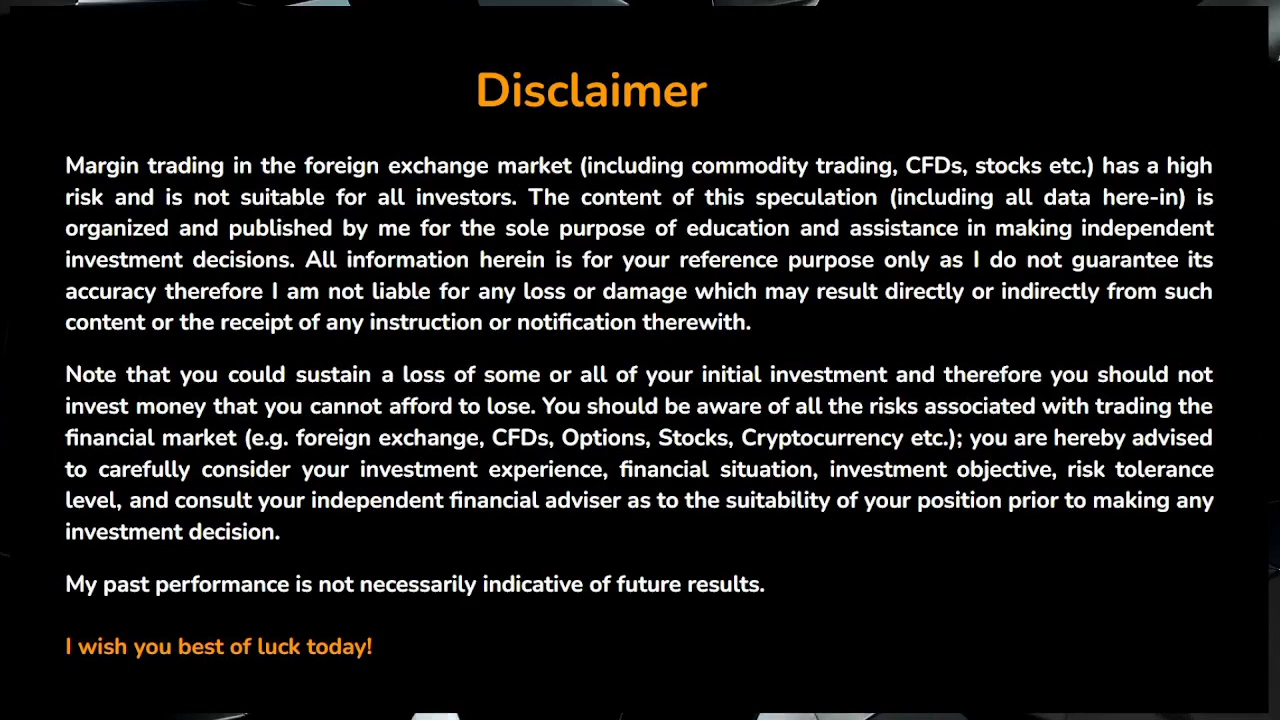 Disclaimer
Margin trading in the foreign exchange market (including commodity trading, CFDs, stocks etc.) has a high
risk and is not suitable for all investors. The content of this speculation (including all data here-in) is
organized and published by me for the sole purpose of education and assistance in making independent
investment decisions. All information herein is for your reference purpose only as I do not guarantee its
accuracy therefore I am not liable for any loss or damage which may result directly or indirectly from such
content or the receipt of any instruction or notification therewith.
Note that you could sustain a loss of some or all of your initial investment and therefore you should not
invest money that you cannot afford to lose. You should be aware of all the risks associated with trading the
financial market (e.g. foreign exchange, CFDs, Options, Stocks, Cryptocurrency etc.); you are hereby advised
to carefully consider your investment experience, financial situation, investment objective, risk tolerance
level, and consult your independent financial adviser as to the suitability of your position prior to making any
investment decision.
My past performance is not necessarily indicative of future results.
I wish you best of luck today!